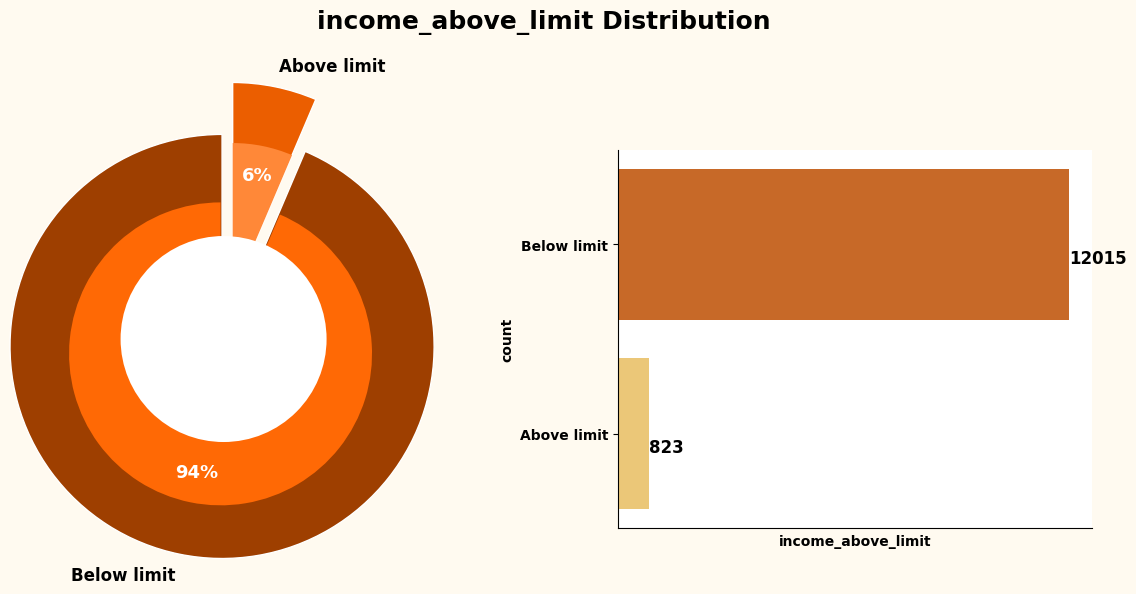 income_above_limit Distribution
Above limit
6%
94%
Below limit
Below limit
12015
count
Above limit
823
income_above_limit